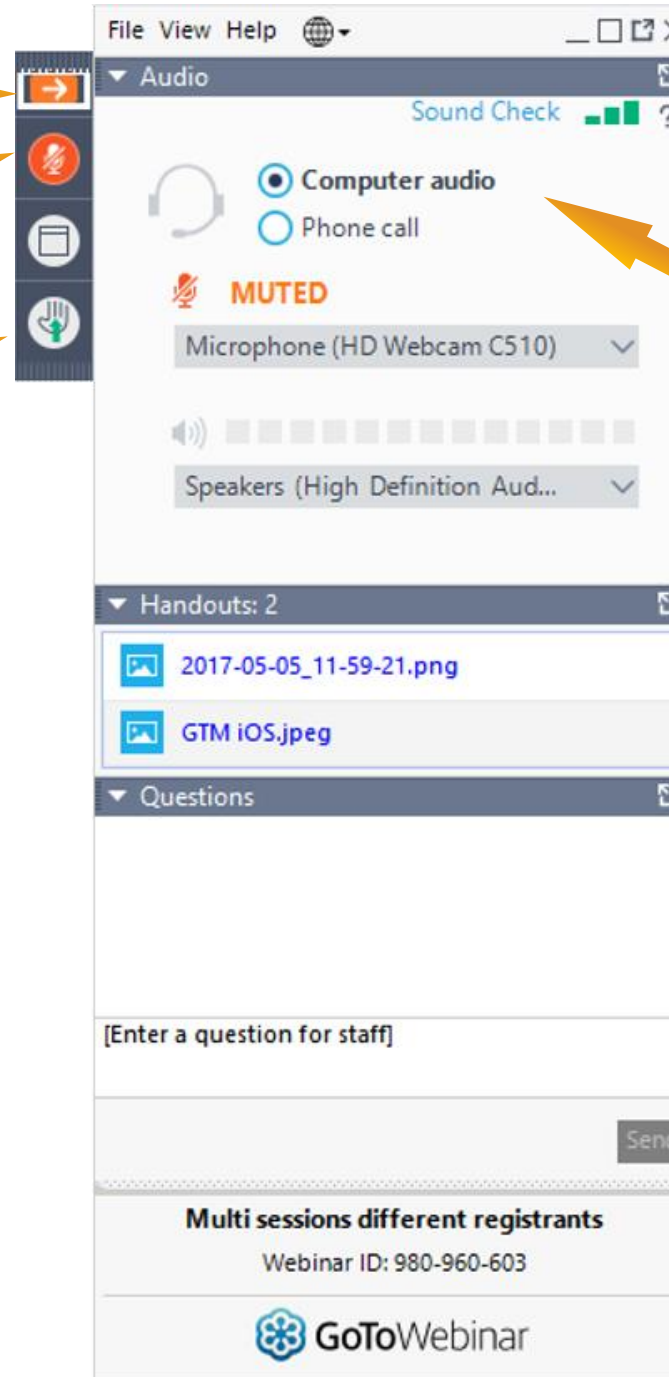 File View Help
Audio
Sound Check
?
Computer audio
Phone call
MUTED
Microphone (HD Webcam C510)
Speakers (High Definition Aud...
Handouts: 2
2017-05-05_11-59-21.png
GTM iOS.jpeg
Questions
[Enter a question for staff]
Send
Multi sessions different registrants
Webinar ID: 980-960-603
GoToWebinar